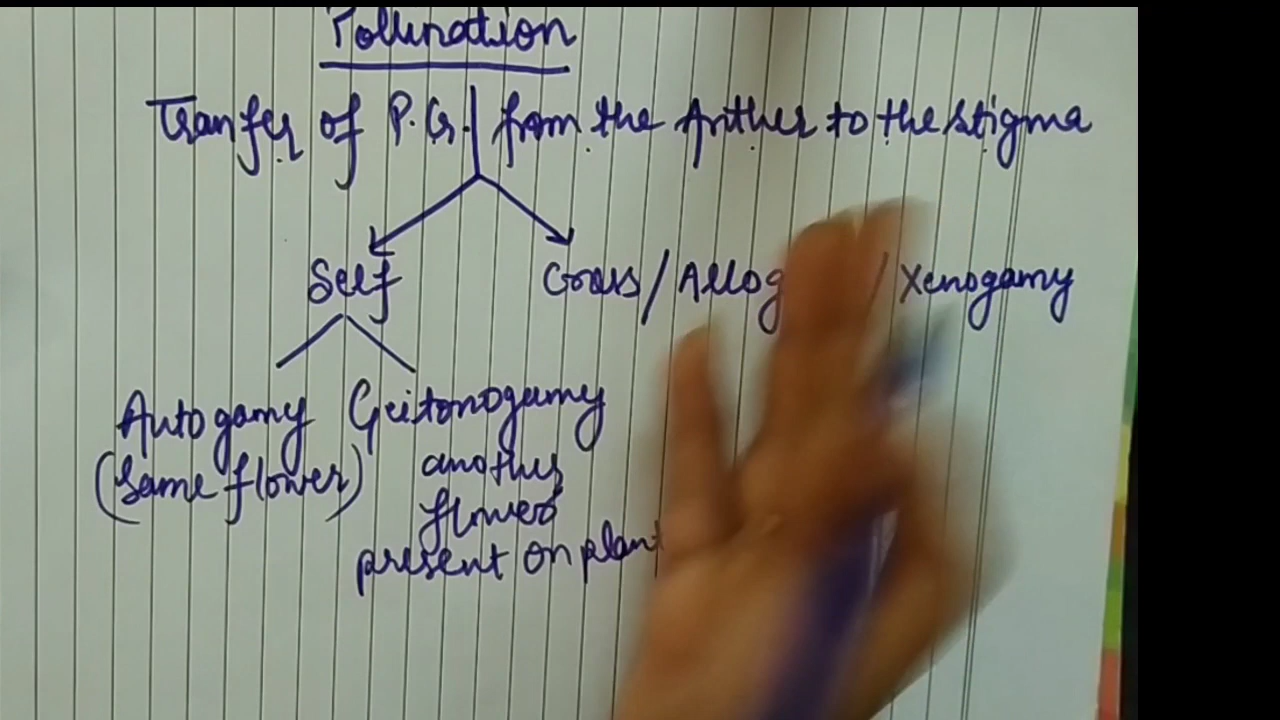 Pollination
Tranfer of P.G. from the Anther to the stigma
Self
Cross / Allog / Xenogamy
Autogamy Geitonogamy
(same flower) another
flower
present on plant